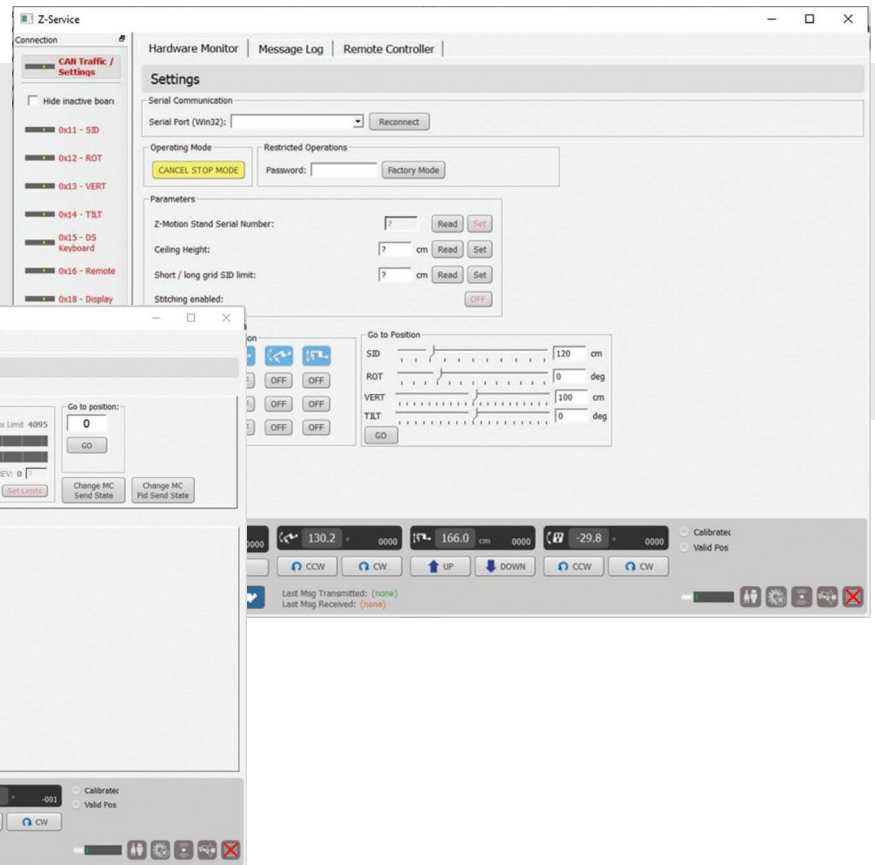 Z-Service
Connection
CAN Traffic /
Settings
Hide inactive
0x11 - SID
0x12 - ROT
0x13 - VERT
0x14 - TILT
0x15 - DS
Keyboard
0x16 - Remote
0x18 - Display
Hardware Monitor
Message Log
Remote Controller
Settings
Serial Communication
Serial Port (Win32):
Reconnect
Operating Mode
CANCEL STOP MODE
Restricted Operations
Password:
Factory Mode
Parameters
Z-Motion Stand Serial Number: ? Read Set
Ceiling Height: ? cm Read Set
Short / long grid SID limit: ? cm Read Set
Stitching enabled: OFF
on
OFF OFF
OFF OFF
OFF OFF
Go to Position
SID 120 cm
ROT 0 deg
VERT 100 cm
TILT 0 deg
GO
0000 130.2 ° 0000 166.0 cm 0000 -29.8 ° 0000
CCW CW UP DOWN CCW CW
Calibratec
Valid Pos
Last Msg Transmitted: (none)
Last Msg Received: (none)
Limit 4095
REV: 0 ?
Set Limits
Go to position:
0
GO
Change MC
Send State
Change MC
Pid Send State
° -001
CW
Calibratec
Valid Pos